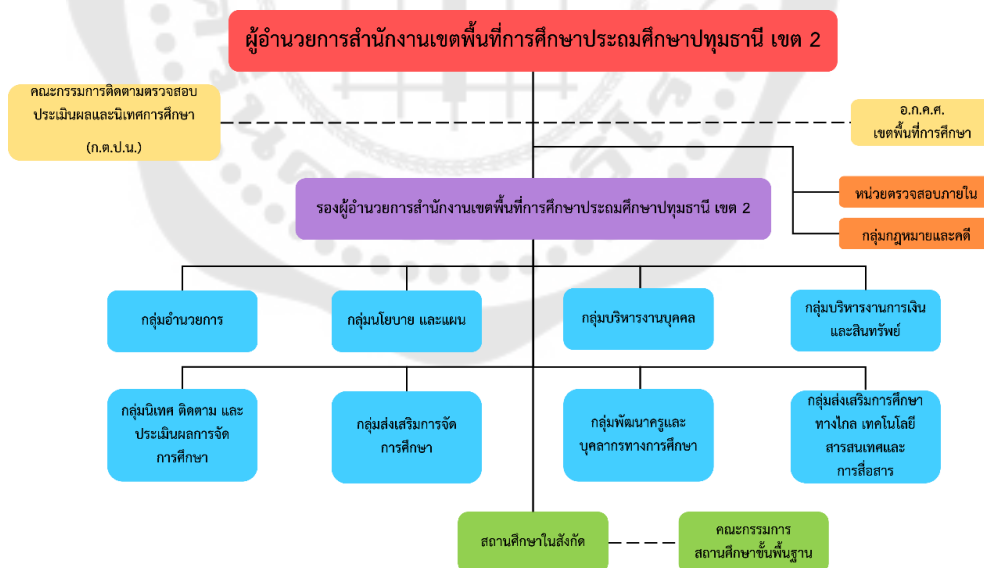 ผู้อำนวยการสำนักงานเขตพื้นที่การศึกษาประถมศึกษาปทุมธานี เขต 2
คณะกรรมการติดตามตรวจสอบ
ประเมินผลและนิเทศการศึกษา
(ก.ต.ป.น.)
อ.ก.ค.ศ.
เขตพื้นที่การศึกษา
หน่วยตรวจสอบภายใน
รองผู้อำนวยการสำนักงานเขตพื้นที่การศึกษาประถมศึกษาปทุมธานี เขต 2
กลุ่มกฎหมายและคดี
กลุ่มอำนวยการ
กลุ่มนโยบาย และแผน
กลุ่มบริหารงานบุคคล
กลุ่มบริหารงานการเงิน
และสินทรัพย์
กลุ่มนิเทศ ติดตาม และ
ประเมินผลการจัด
การศึกษา
กลุ่มส่งเสริมการจัด
การศึกษา
กลุ่มพัฒนาครูและ
บุคลากรทางการศึกษา
กลุ่มส่งเสริมการศึกษา
ทางไกล เทคโนโลยี
สารสนเทศและ
การสื่อสาร
สถานศึกษาในสังกัด
คณะกรรมการ
สถานศึกษาขั้นพื้นฐาน